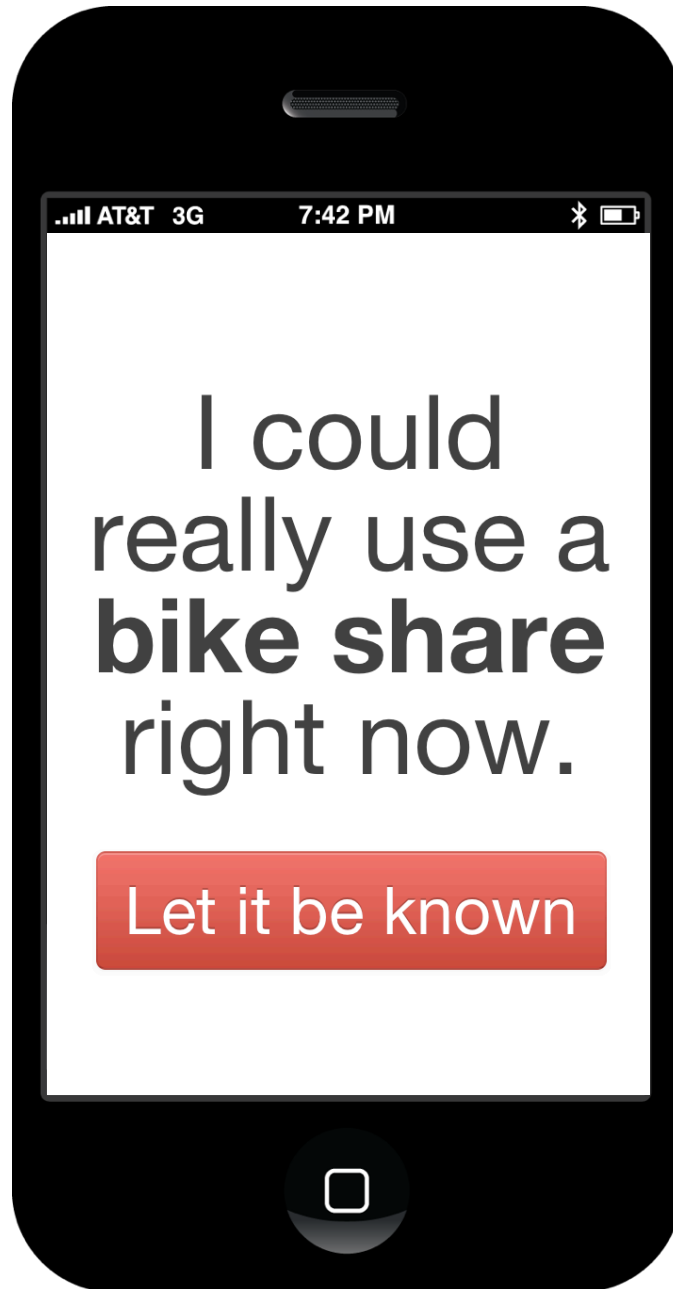 AT&T 3G 7:42 PM
I could
really use a
bike share
right now.
Let it be known